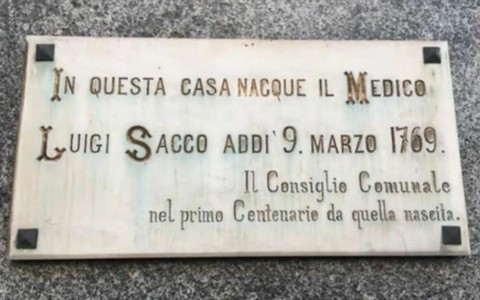 In questa casa nacque il Medico
Luigi Sacco addi' 9. marzo 1769.
Il Consiglio Comunale
nel primo Centenario da quella nascita.